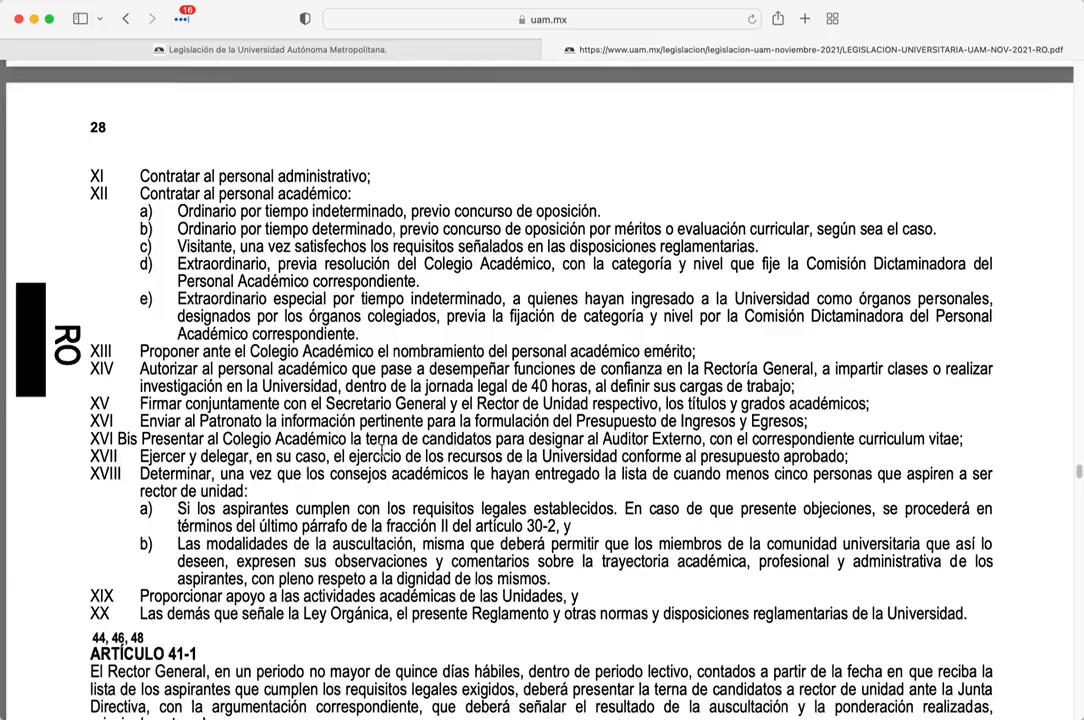 16
uam.mx
Legislación de la Universidad Autónoma Metropolitana.
https://www.uam.mx/legislacion/legislacion-uam-noviembre-2021/LEGISLACION-UNIVERSITARIA-UAM-NOV-2021-RO.pdf
28
XI Contratar al personal administrativo;
XII Contratar al personal académico:
a) Ordinario por tiempo indeterminado, previo concurso de oposición.
b) Ordinario por tiempo determinado, previo concurso de oposición por méritos o evaluación curricular, según sea el caso.
c) Visitante, una vez satisfechos los requisitos señalados en las disposiciones reglamentarias.
d) Extraordinario, previa resolución del Colegio Académico, con la categoría y nivel que fije la Comisión Dictaminadora del
Personal Académico correspondiente.
e) Extraordinario especial por tiempo indeterminado, a quienes hayan ingresado a la Universidad como órganos personales,
designados por los órganos colegiados, previa la fijación de categoría y nivel por la Comisión Dictaminadora del Personal
Académico correspondiente.
RO
XIII Proponer ante el Colegio Académico el nombramiento del personal académico emérito;
XIV Autorizar al personal académico que pase a desempeñar funciones de confianza en la Rectoría General, a impartir clases o realizar
investigación en la Universidad, dentro de la jornada legal de 40 horas, al definir sus cargas de trabajo;
XV Firmar conjuntamente con el Secretario General y el Rector de Unidad respectivo, los títulos y grados académicos;
XVI Enviar al Patronato la información pertinente para la formulación del Presupuesto de Ingresos y Egresos;
XVI Bis Presentar al Colegio Académico la terna de candidatos para designar al Auditor Externo, con el correspondiente curriculum vitae;
XVII Ejercer y delegar, en su caso, el ejercicio de los recursos de la Universidad conforme al presupuesto aprobado;
XVIII Determinar, una vez que los consejos académicos le hayan entregado la lista de cuando menos cinco personas que aspiren a ser
rector de unidad:
a) Si los aspirantes cumplen con los requisitos legales establecidos. En caso de que presente objeciones, se procederá en
términos del último párrafo de la fracción II del artículo 30-2, y
b) Las modalidades de la auscultación, misma que deberá permitir que los miembros de la comunidad universitaria que así lo
deseen, expresen sus observaciones y comentarios sobre la trayectoria académica, profesional y administrativa de los
aspirantes, con pleno respeto a la dignidad de los mismos.
XIX Proporcionar apoyo a las actividades académicas de las Unidades, y
XX Las demás que señale la Ley Orgánica, el presente Reglamento y otras normas y disposiciones reglamentarias de la Universidad.
44, 46, 48
ARTÍCULO 41-1
El Rector General, en un periodo no mayor de quince días hábiles, dentro de periodo lectivo, contados a partir de la fecha en que reciba la
lista de los aspirantes que cumplen los requisitos legales exigidos, deberá presentar la terna de candidatos a rector de unidad ante la Junta
Directiva, con la argumentación correspondiente, que deberá señalar el resultado de la auscultación y la ponderación realizadas,